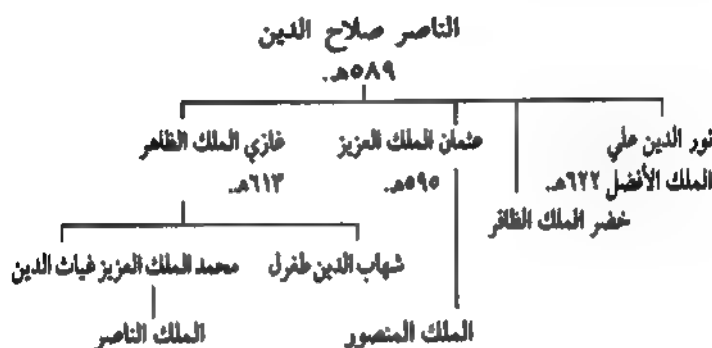 الناصر صلاح الدين
٥٨٩هـ.
نور الدين علي
الملك الأفضل ٦٢٢هـ.
خضر الملك الظافر
عثمان الملك العزيز
٥٩٥هـ.
غازي الملك الظاهر
٦١٣هـ.
الملك المنصور
شهاب الدين طغرل
محمد الملك العزيز غياث الدين
الملك الناصر